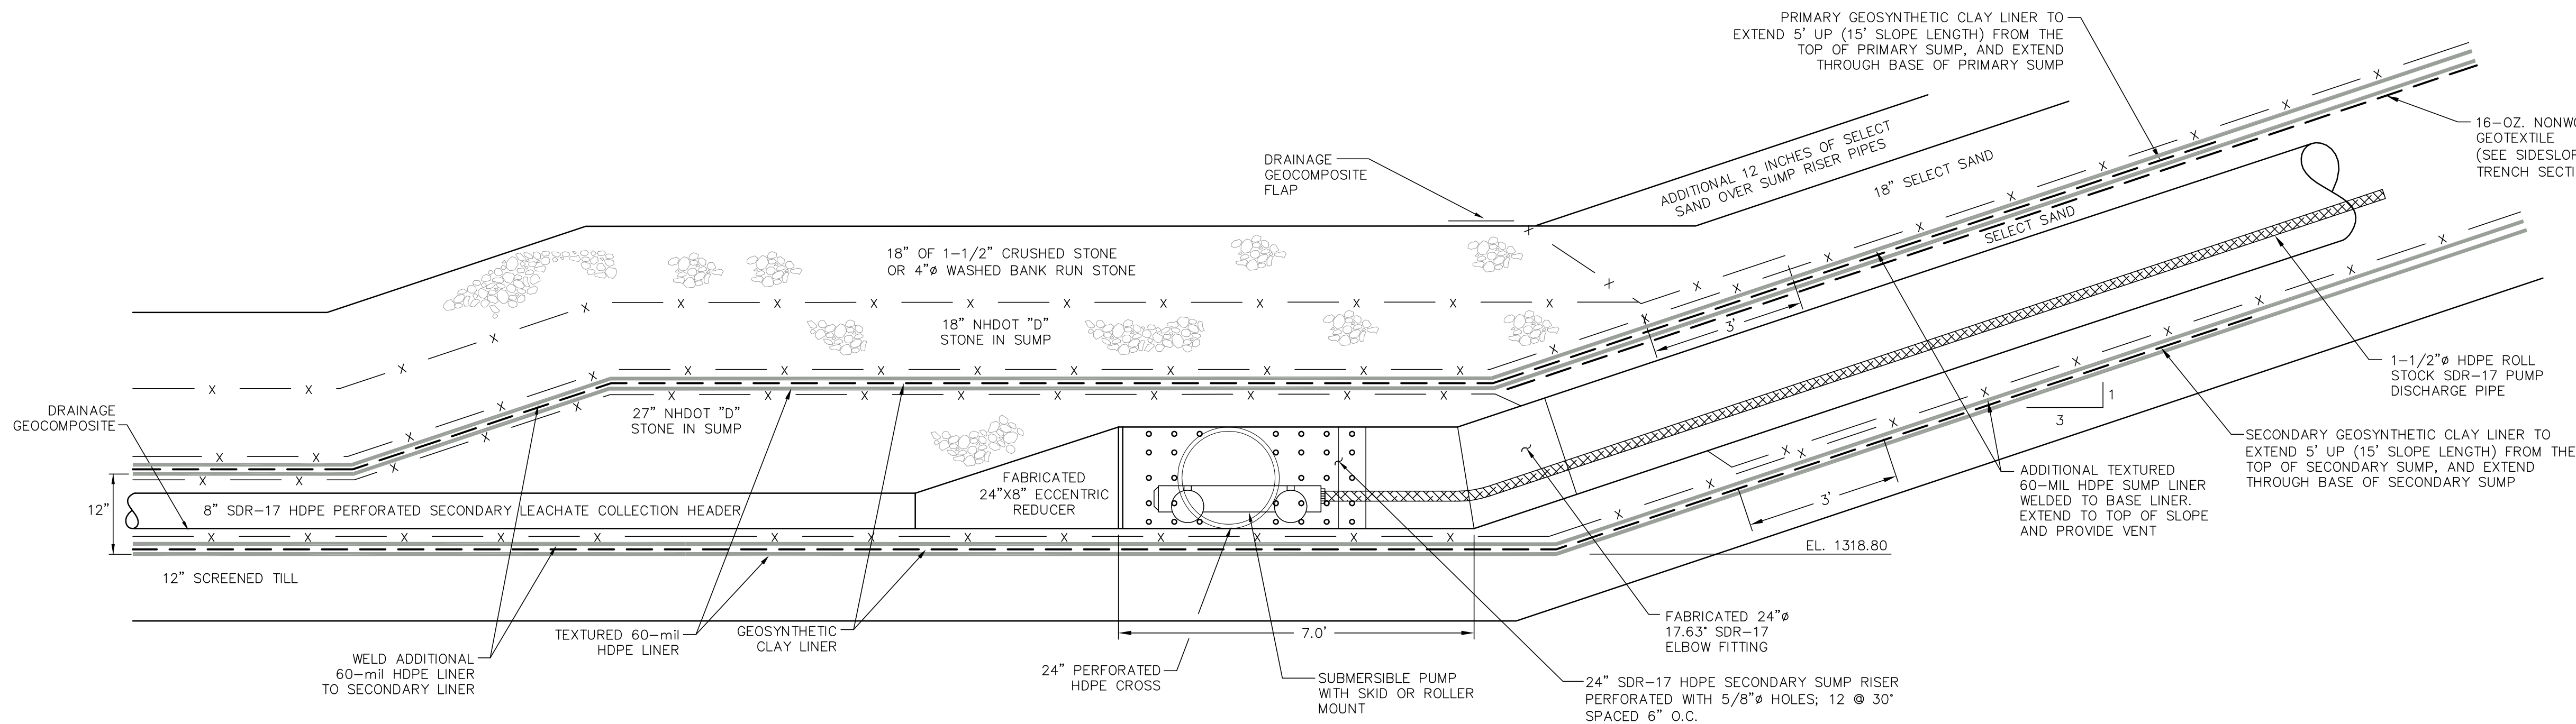 PRIMARY GEOSYNTHETIC CLAY LINER TO
EXTEND 5' UP (15' SLOPE LENGTH) FROM THE
TOP OF PRIMARY SUMP, AND EXTEND
THROUGH BASE OF PRIMARY SUMP
16-OZ. NONWO
GEOTEXTILE
(SEE SIDESLOP
TRENCH SECTI
DRAINAGE
GEOCOMPOSITE
FLAP
ADDITIONAL 12 INCHES OF SELECT
SAND OVER SUMP RISER PIPES
18" SELECT SAND
SELECT SAND
18" OF 1-1/2" CRUSHED STONE
OR 4"ø WASHED BANK RUN STONE
18" NHDOT "D"
STONE IN SUMP
3'
1-1/2"ø HDPE ROLL
STOCK SDR-17 PUMP
DISCHARGE PIPE
DRAINAGE
GEOCOMPOSITE
27" NHDOT "D"
STONE IN SUMP
1
3
SECONDARY GEOSYNTHETIC CLAY LINER TO
EXTEND 5' UP (15' SLOPE LENGTH) FROM THE
TOP OF SECONDARY SUMP, AND EXTEND
THROUGH BASE OF SECONDARY SUMP
FABRICATED
24"X8" ECCENTRIC
REDUCER
ADDITIONAL TEXTURED
60-MIL HDPE SUMP LINER
WELDED TO BASE LINER.
EXTEND TO TOP OF SLOPE
AND PROVIDE VENT
12"
8" SDR-17 HDPE PERFORATED SECONDARY LEACHATE COLLECTION HEADER
3'
EL. 1318.80
12" SCREENED TILL
WELD ADDITIONAL
60-mil HDPE LINER
TO SECONDARY LINER
TEXTURED 60-mil
HDPE LINER
GEOSYNTHETIC
CLAY LINER
7.0'
FABRICATED 24"ø
17.63° SDR-17
ELBOW FITTING
24" PERFORATED
HDPE CROSS
SUBMERSIBLE PUMP
WITH SKID OR ROLLER
MOUNT
24" SDR-17 HDPE SECONDARY SUMP RISER
PERFORATED WITH 5/8"ø HOLES; 12 @ 30°
SPACED 6" O.C.